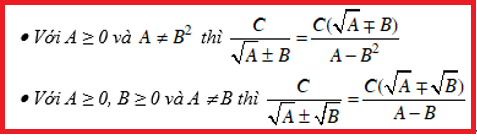 • Với A ≥ 0 và A ≠ B² thì C/(√A ± B) = C(√A ∓ B)/(A − B²)
• Với A ≥ 0, B ≥ 0 và A ≠ B thì C/(√A ± √B) = C(√A ∓ √B)/(A − B)